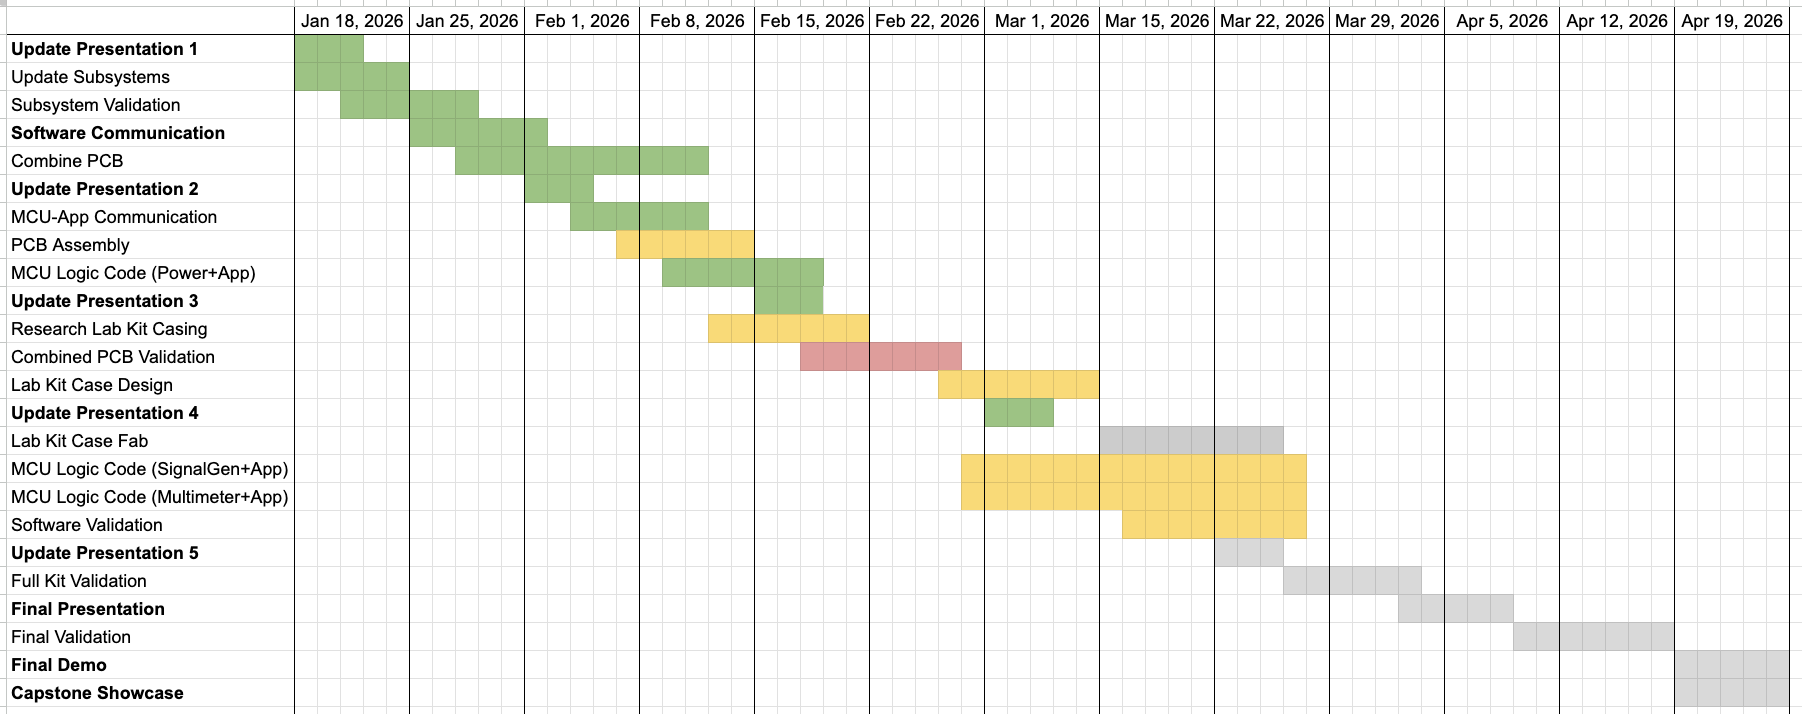 Jan 18, 2026 Jan 25, 2026 Feb 1, 2026 Feb 8, 2026 Feb 15, 2026 Feb 22, 2026 Mar 1, 2026 Mar 15, 2026 Mar 22, 2026 Mar 29, 2026 Apr 5, 2026 Apr 12, 2026 Apr 19, 2026
Update Presentation 1
Update Subsystems
Subsystem Validation
Software Communication
Combine PCB
Update Presentation 2
MCU-App Communication
PCB Assembly
MCU Logic Code (Power+App)
Update Presentation 3
Research Lab Kit Casing
Combined PCB Validation
Lab Kit Case Design
Update Presentation 4
Lab Kit Case Fab
MCU Logic Code (SignalGen+App)
MCU Logic Code (Multimeter+App)
Software Validation
Update Presentation 5
Full Kit Validation
Final Presentation
Final Validation
Final Demo
Capstone Showcase